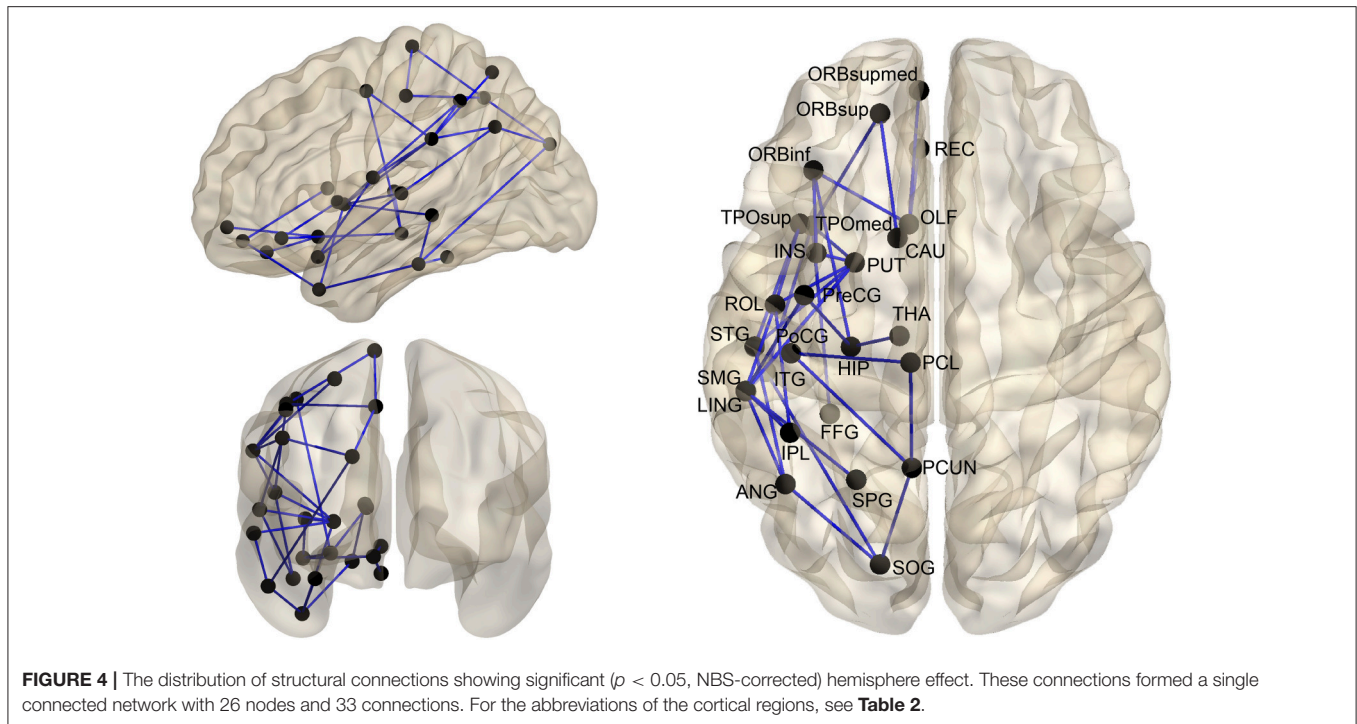 ORBsupmed
ORBsup
REC
ORBinf
TPOsup
TPOmed
OLF
CAU
INS
PUT
PreCG
ROL
THA
STG
PoCG
HIP
PCL
SMG
ITG
LING
FFG
IPL
PCUN
ANG
SPG
SOG
FIGURE 4 | The distribution of structural connections showing significant (p < 0.05, NBS-corrected) hemisphere effect. These connections formed a single
connected network with 26 nodes and 33 connections. For the abbreviations of the cortical regions, see Table 2.